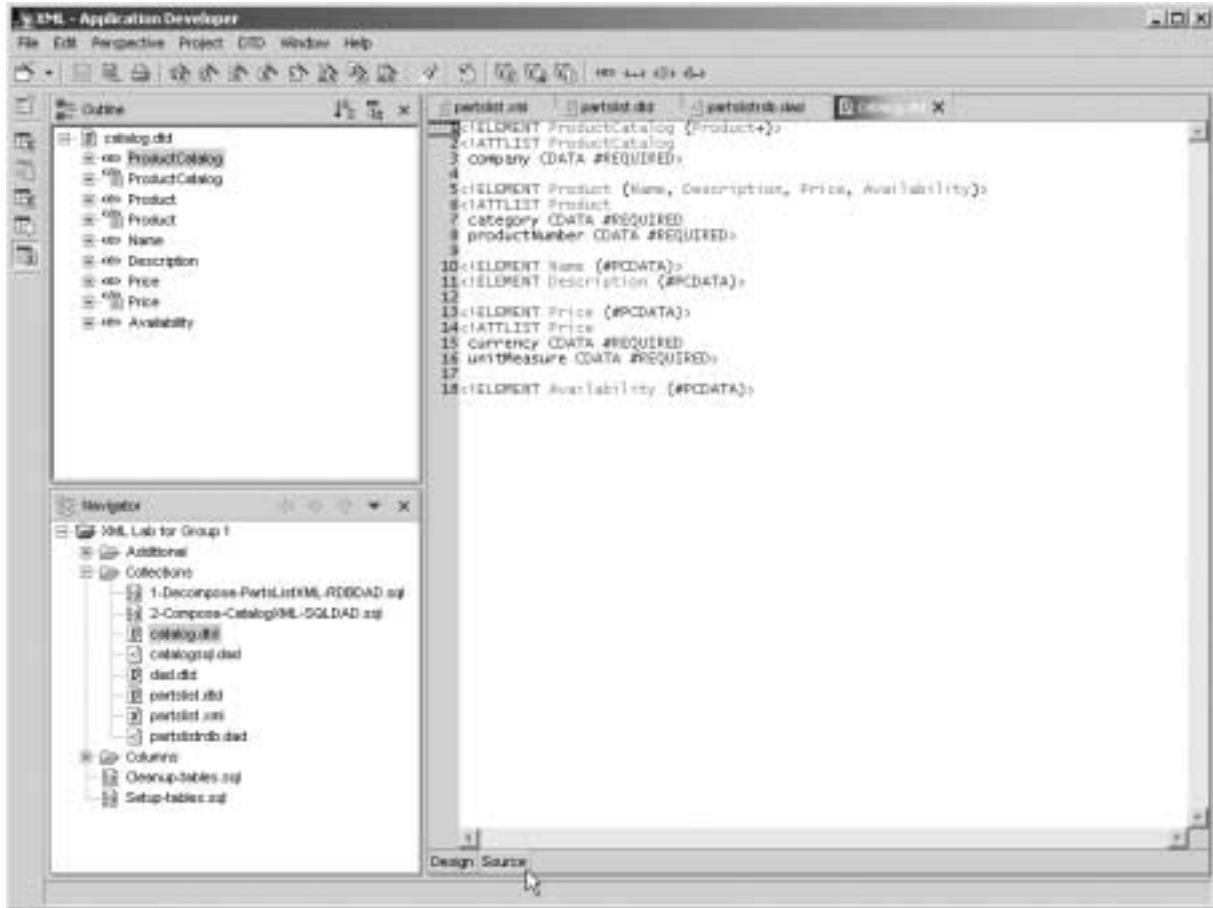 XML - Application Developer
File Edit Perspective Project DTD Window Help
Outline
catalog.dtd
ProductCatalog
ProductCatalog
Product
Product
Name
Description
Price
Price
Availability
Navigator
XML Lab for Group 1
Additional
Collections
1-Decompose-PartsListXML-RDBDAD.sql
2-Compose-CatalogXML-SQLDAD.sql
catalog.dtd
catalogsql.dad
dad.dtd
partslist.dtd
partslist.xml
partslistrdb.dad
Columns
Cleanup-tables.sql
Setup-tables.sql
partslist.xml partslist.dtd partslistrdb.dad
1<!ELEMENT ProductCatalog (Product+)>
2<!ATTLIST ProductCatalog
3 company CDATA #REQUIRED>
4
5<!ELEMENT Product (Name, Description, Price, Availability)>
6<!ATTLIST Product
7 category CDATA #REQUIRED
8 productNumber CDATA #REQUIRED>
9
10<!ELEMENT Name (#PCDATA)>
11<!ELEMENT Description (#PCDATA)>
12
13<!ELEMENT Price (#PCDATA)>
14<!ATTLIST Price
15 currency CDATA #REQUIRED
16 unitMeasure CDATA #REQUIRED>
17
18<!ELEMENT Availability (#PCDATA)>
Design Source